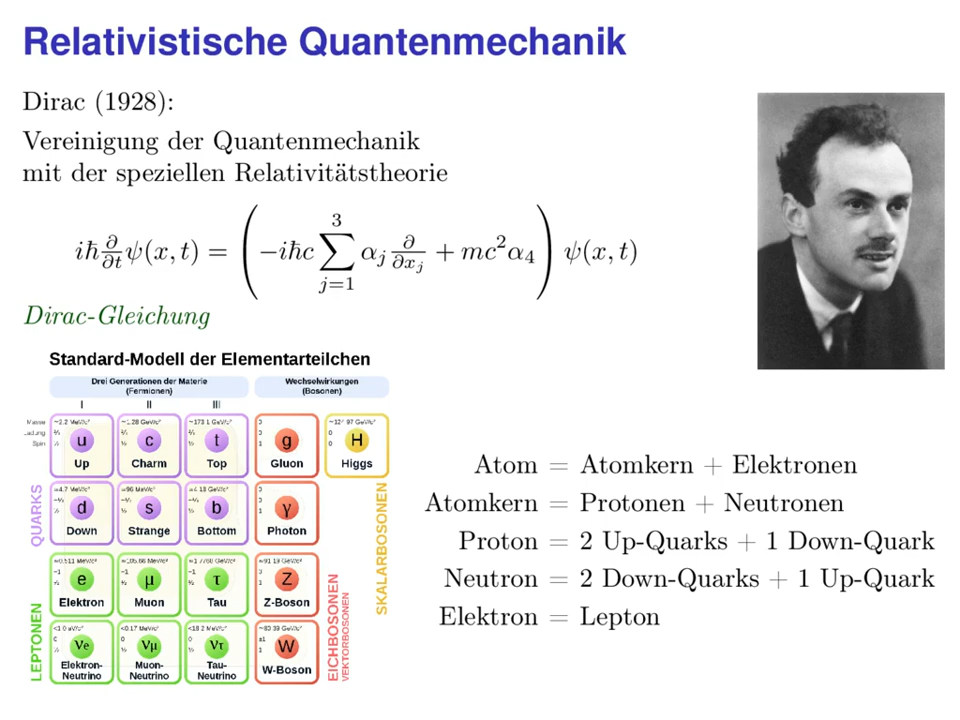 Relativistische Quantenmechanik
Dirac (1928):
Vereinigung der Quantenmechanik
mit der speziellen Relativitätstheorie
iℏ ∂/∂t ψ(x, t) = ( −iℏc ∑_{j=1}^{3} α_j ∂/∂x_j + mc² α_4 ) ψ(x, t)
Dirac-Gleichung
Standard-Modell der Elementarteilchen
Drei Generationen der Materie
(Fermionen)
Wechselwirkungen
(Bosonen)
I II III
Masse
Spin
u c t g H
Up Charm Top Gluon Higgs
d s b γ
Down Strange Bottom Photon
e μ τ Z
Elektron Muon Tau Z-Boson
νe νμ ντ W
Elektron-Neutrino Muon-Neutrino Tau-Neutrino W-Boson
QUARKS
LEPTONEN
EICHBOSONEN
VEKTORBOSONEN
SKALARBOSONEN
Atom = Atomkern + Elektronen
Atomkern = Protonen + Neutronen
Proton = 2 Up-Quarks + 1 Down-Quark
Neutron = 2 Down-Quarks + 1 Up-Quark
Elektron = Lepton